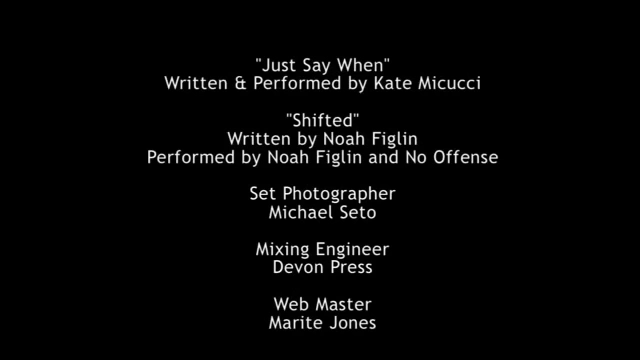 "Just Say When"
Written & Performed by Kate Micucci
"Shifted"
Written by Noah Figlin
Performed by Noah Figlin and No Offense
Set Photographer
Michael Seto
Mixing Engineer
Devon Press
Web Master
Marite Jones